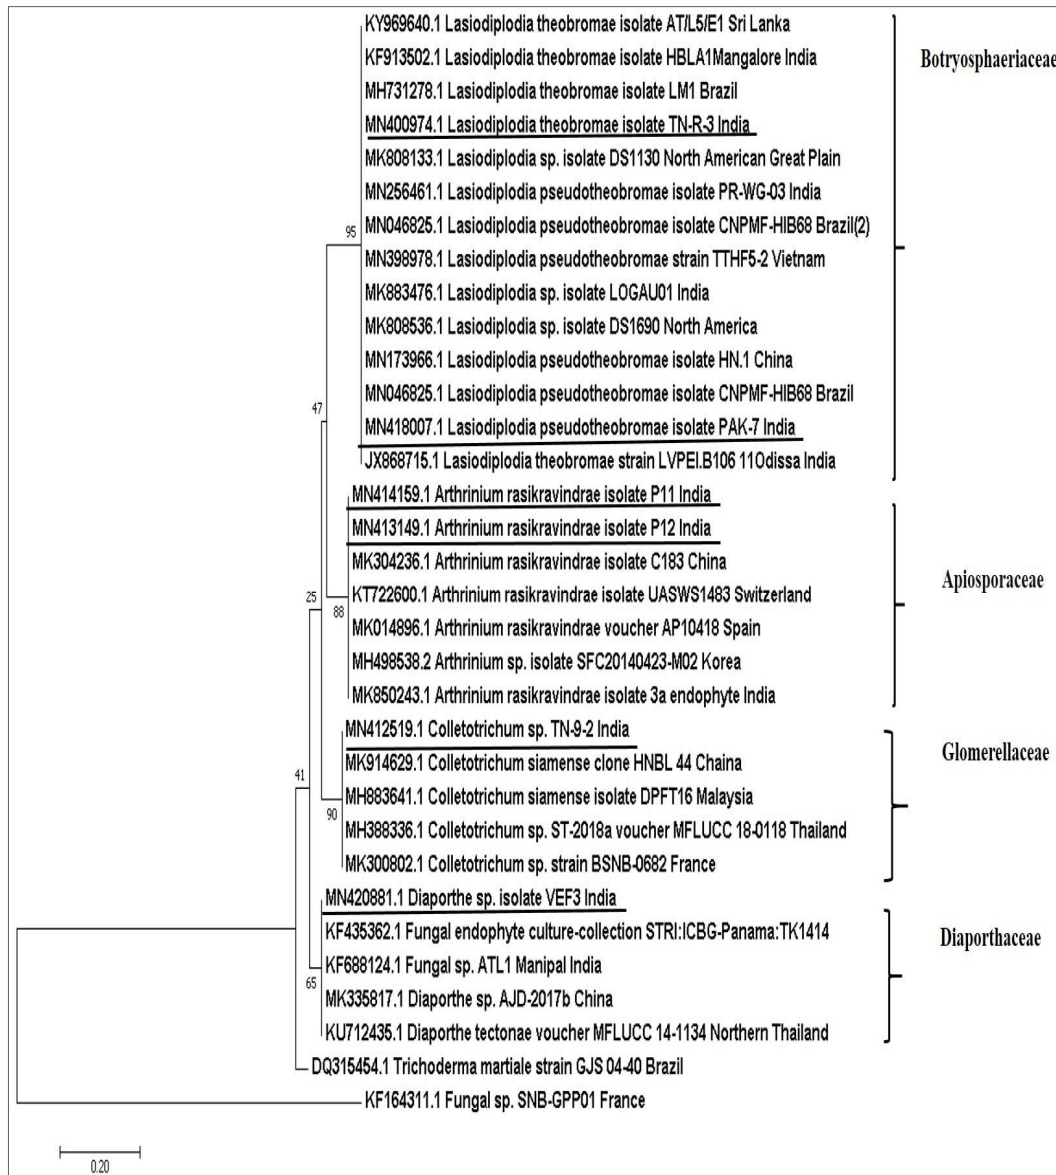 KY969640.1 Lasiodiplodia theobromae isolate AT/L5/E1 Sri Lanka
KF913502.1 Lasiodiplodia theobromae isolate HBLA1Mangalore India
Botryosphaeriaceae
MH731278.1 Lasiodiplodia theobromae isolate LM1 Brazil
MN400974.1 Lasiodiplodia theobromae isolate TN-R-3 India
MK808133.1 Lasiodiplodia sp. isolate DS1130 North American Great Plain
MN256461.1 Lasiodiplodia pseudotheobromae isolate PR-WG-03 India
MN046825.1 Lasiodiplodia pseudotheobromae isolate CNPMF-HIB68 Brazil(2)
95
MN398978.1 Lasiodiplodia pseudotheobromae strain TTHF5-2 Vietnam
MK883476.1 Lasiodiplodia sp. isolate LOGAU01 India
MK808536.1 Lasiodiplodia sp. isolate DS1690 North America
MN173966.1 Lasiodiplodia pseudotheobromae isolate HN.1 China
MN046825.1 Lasiodiplodia pseudotheobromae isolate CNPMF-HIB68 Brazil
47
MN418007.1 Lasiodiplodia pseudotheobromae isolate PAK-7 India
JX868715.1 Lasiodiplodia theobromae strain LVPEI.B106 11Odissa India
MN414159.1 Arthrinium rasikravindrae isolate P11 India
MN413149.1 Arthrinium rasikravindrae isolate P12 India
MK304236.1 Arthrinium rasikravindrae isolate C183 China
Apiosporaceae
KT722600.1 Arthrinium rasikravindrae isolate UASWS1483 Switzerland
25
88
MK014896.1 Arthrinium rasikravindrae voucher AP10418 Spain
MH498538.2 Arthrinium sp. isolate SFC20140423-M02 Korea
MK850243.1 Arthrinium rasikravindrae isolate 3a endophyte India
MN412519.1 Colletotrichum sp. TN-9-2 India
Glomerellaceae
MK914629.1 Colletotrichum siamense clone HNBL 44 Chaina
41
MH883641.1 Colletotrichum siamense isolate DPFT16 Malaysia
90
MH388336.1 Colletotrichum sp. ST-2018a voucher MFLUCC 18-0118 Thailand
MK300802.1 Colletotrichum sp. strain BSNB-0682 France
MN420881.1 Diaporthe sp. isolate VEF3 India
KF435362.1 Fungal endophyte culture-collection STRI:ICBG-Panama:TK1414
Diaporthaceae
KF688124.1 Fungal sp. ATL1 Manipal India
65
MK335817.1 Diaporthe sp. AJD-2017b China
KU712435.1 Diaporthe tectonae voucher MFLUCC 14-1134 Northern Thailand
DQ315454.1 Trichoderma martiale strain GJS 04-40 Brazil
KF164311.1 Fungal sp. SNB-GPP01 France
0.20